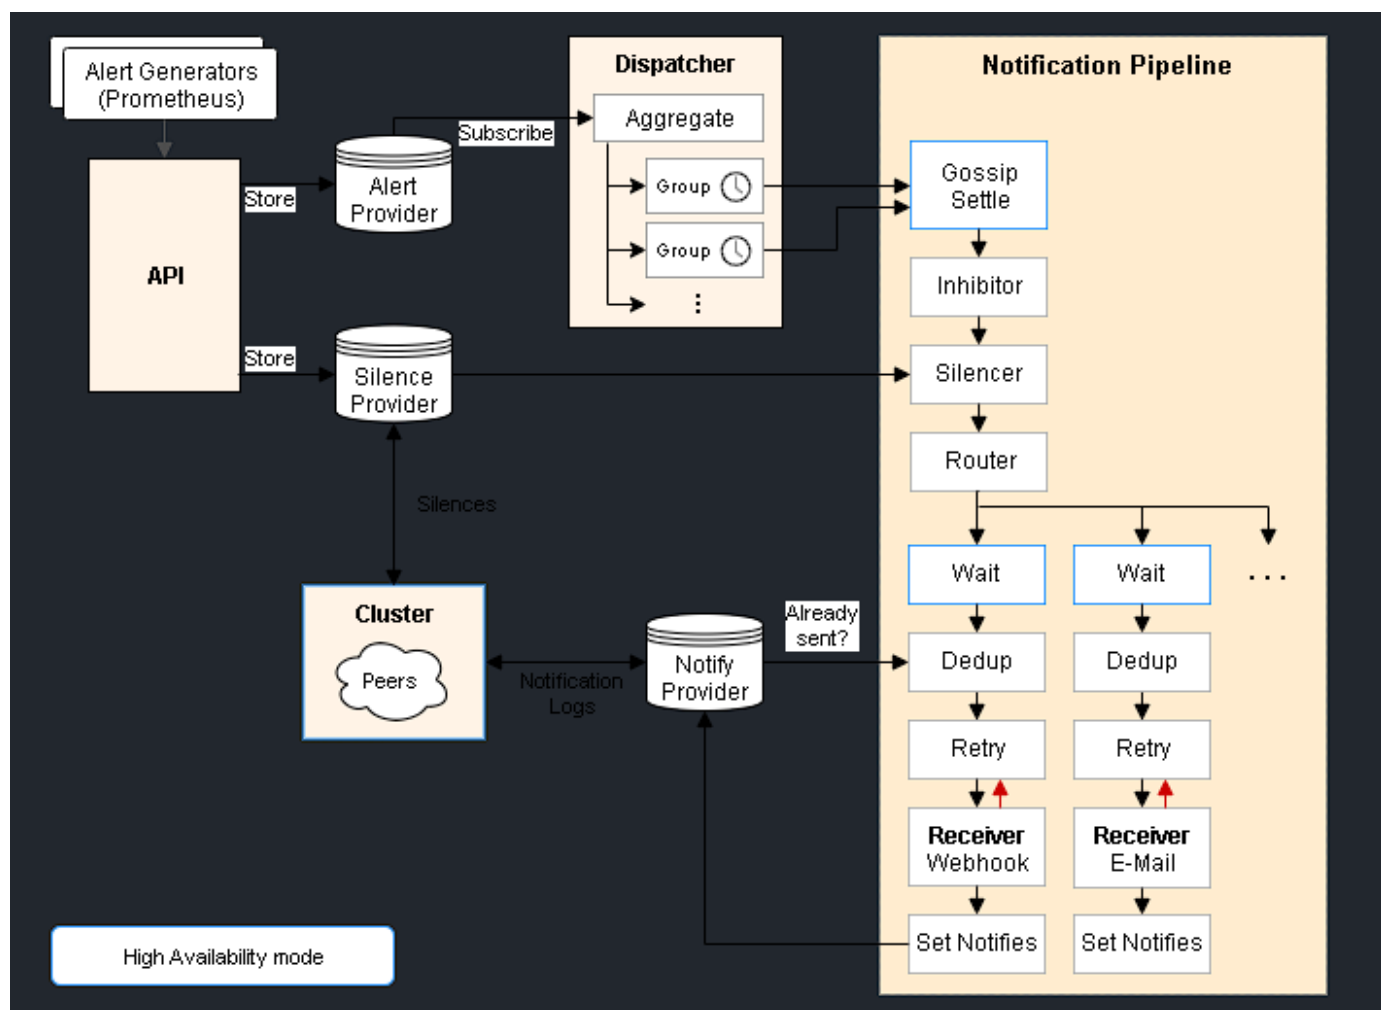 Alert Generators
(Prometheus)
API
Store
Alert
Provider
Subscribe
Dispatcher
Aggregate
Group
Group
⋮
Store
Silence
Provider
Silences
Cluster
Peers
Notification
Logs
Notify
Provider
Already
sent?
Notification Pipeline
Gossip
Settle
Inhibitor
Silencer
Router
Wait
Wait
...
Dedup
Dedup
Retry
Retry
Receiver
Webhook
Receiver
E-Mail
Set Notifies
Set Notifies
High Availability mode